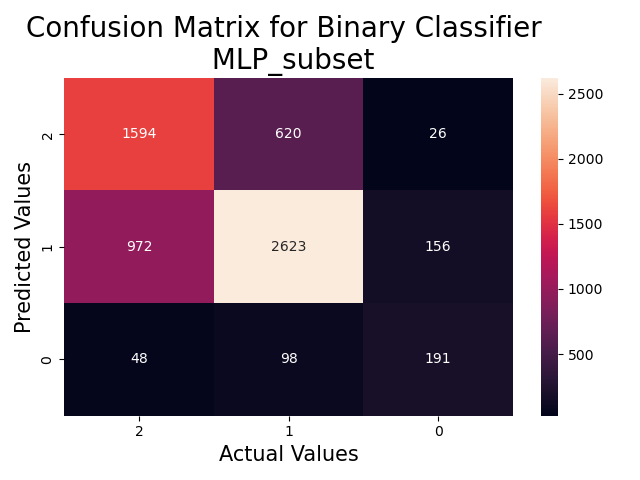 Confusion Matrix for Binary Classifier
MLP_subset
Predicted Values
2
1594 620 26
1
972 2623 156
0
48 98 191
2 1 0
Actual Values
2500
2000
1500
1000
500